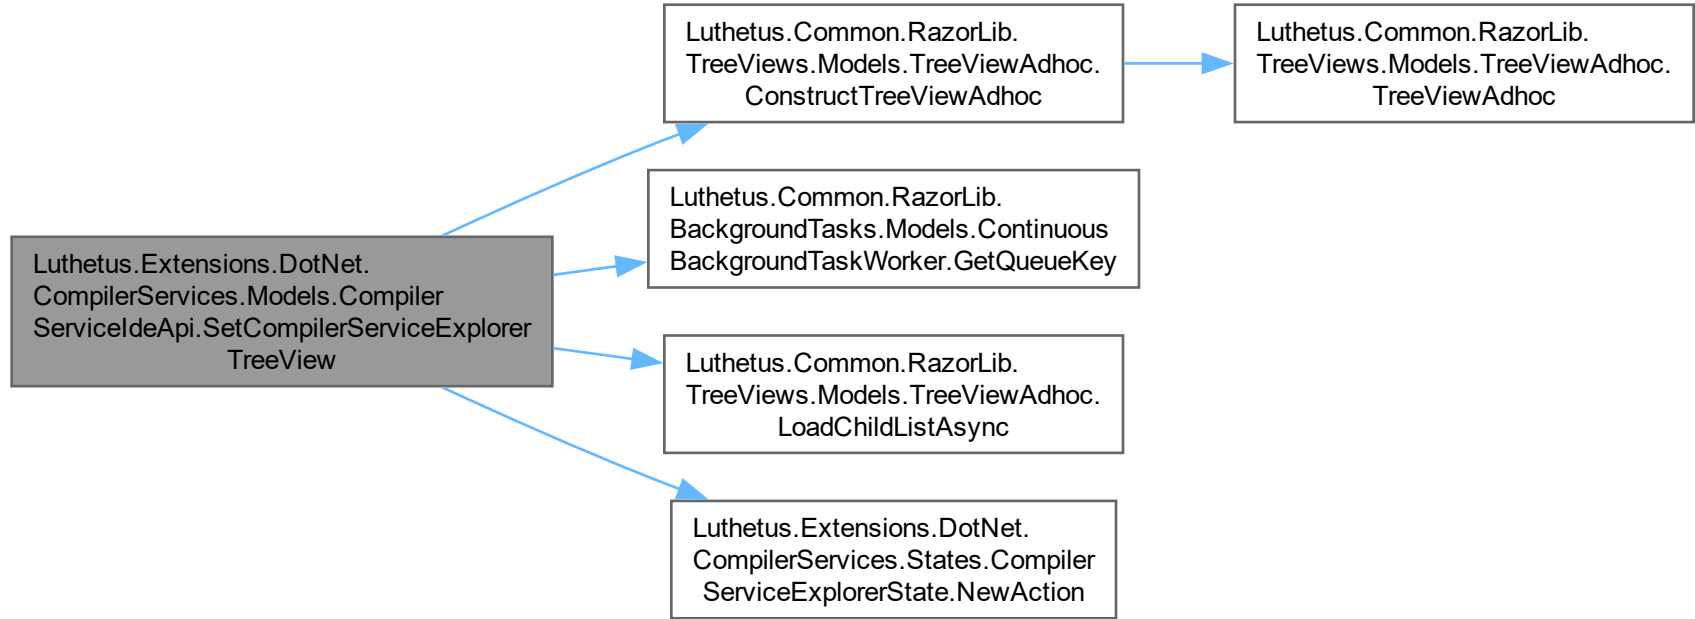 Luthetus.Common.RazorLib.
TreeViews.Models.TreeViewAdhoc.
ConstructTreeViewAdhoc
Luthetus.Common.RazorLib.
TreeViews.Models.TreeViewAdhoc.
TreeViewAdhoc
Luthetus.Common.RazorLib.
BackgroundTasks.Models.Continuous
BackgroundTaskWorker.GetQueueKey
Luthetus.Extensions.DotNet.
CompilerServices.Models.Compiler
ServiceIdeApi.SetCompilerServiceExplorer
TreeView
Luthetus.Common.RazorLib.
TreeViews.Models.TreeViewAdhoc.
LoadChildListAsync
Luthetus.Extensions.DotNet.
CompilerServices.States.Compiler
ServiceExplorerState.NewAction